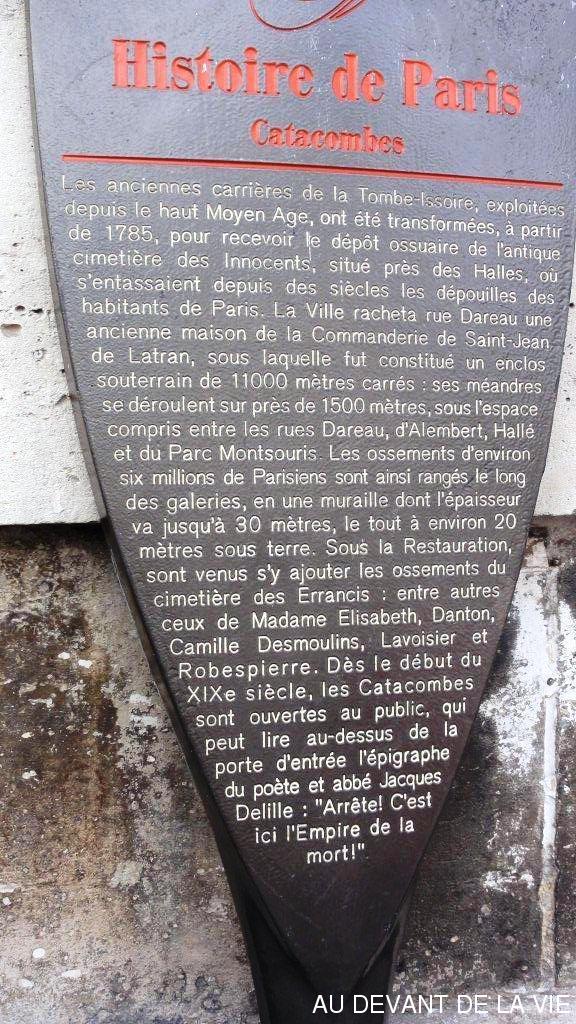 Histoire de Paris
Catacombes
Les anciennes carrières de la Tombe-Issoire, exploitées
depuis le haut Moyen Age, ont été transformées, à partir
de 1785, pour recevoir le dépôt ossuaire de l'antique
cimetière des Innocents, situé près des Halles, où
s'entassaient depuis des siècles les dépouilles des
habitants de Paris. La Ville racheta rue Dareau une
ancienne maison de la Commanderie de Saint-Jean
de Latran, sous laquelle fut constitué un enclos
souterrain de 11000 mètres carrés : ses méandres
se déroulent sur près de 1500 mètres, sous l'espace
compris entre les rues Dareau, d'Alembert, Hallé
et du Parc Montsouris. Les ossements d'environ
six millions de Parisiens sont ainsi rangés le long
des galeries, en une muraille dont l'épaisseur
va jusqu'à 30 mètres, le tout à environ 20
mètres sous terre. Sous la Restauration,
sont venus s'y ajouter les ossements du
cimetière des Errancis : entre autres
ceux de Madame Elisabeth, Danton,
Camille Desmoulins, Lavoisier et
Robespierre. Dès le début du
XIXe siècle, les Catacombes
sont ouvertes au public, qui
peut lire au-dessus de la
porte d'entrée l'épigraphe
du poète et abbé Jacques
Delille : "Arrête! C'est
ici l'Empire de la
mort!"
AU DEVANT DE LA VIE